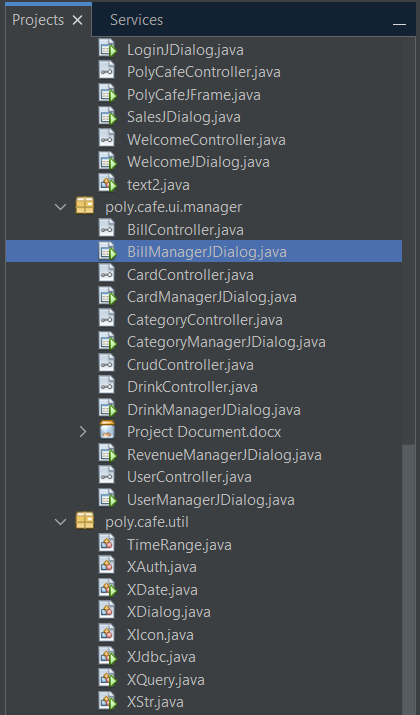 Projects Services
LoginJDialog.java
PolyCafeController.java
PolyCafeJFrame.java
SalesJDialog.java
WelcomeController.java
WelcomeJDialog.java
text2.java
poly.cafe.ui.manager
BillController.java
BillManagerJDialog.java
CardController.java
CardManagerJDialog.java
CategoryController.java
CategoryManagerJDialog.java
CrudController.java
DrinkController.java
DrinkManagerJDialog.java
Project Document.docx
RevenueManagerJDialog.java
UserController.java
UserManagerJDialog.java
poly.cafe.util
TimeRange.java
XAuth.java
XDate.java
XDialog.java
XIcon.java
XJdbc.java
XQuery.java
XStr.java